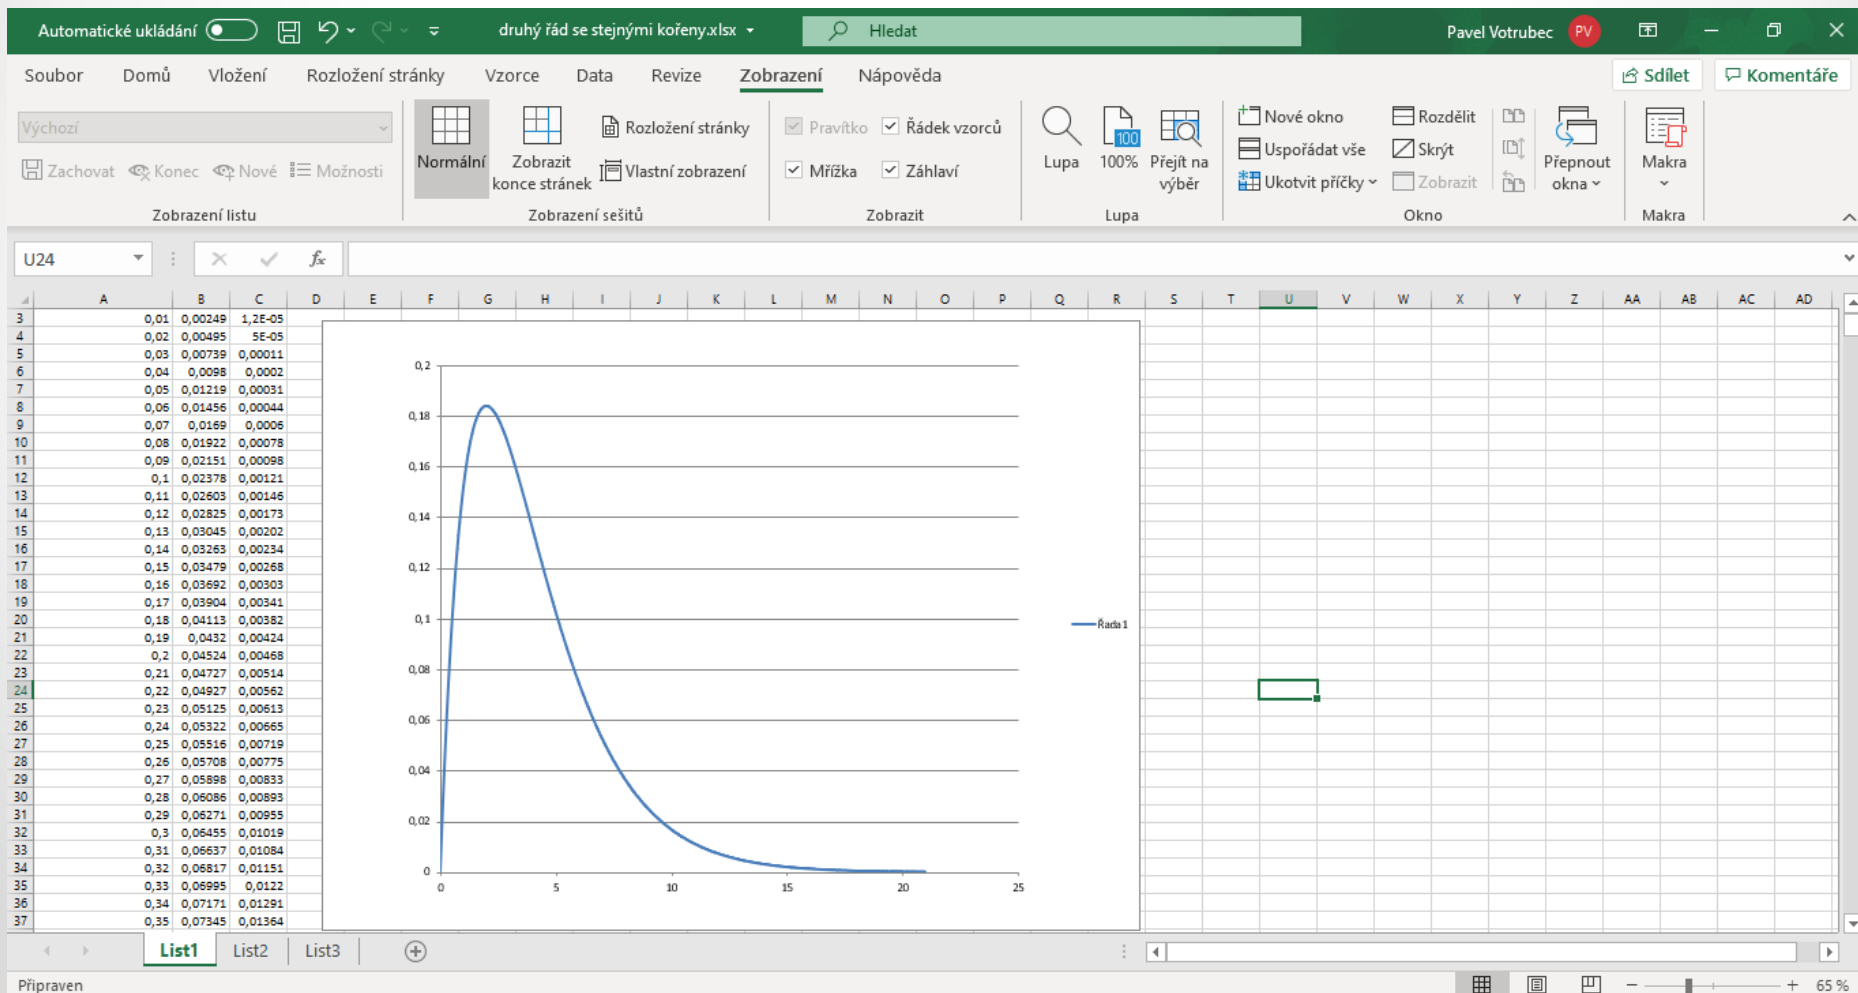 Automatické ukládání druhý řád se stejnými kořeny.xlsx Hledat Pavel Votrubec PV
Soubor Domů Vložení Rozložení stránky Vzorce Data Revize Zobrazení Nápověda Sdílet Komentáře
Výchozí
Zachovat Konec Nové Možnosti
Zobrazení listu
Normální
Zobrazit
konce stránek
Rozložení stránky
Vlastní zobrazení
Zobrazení sešitů
Pravítko Řádek vzorců
Mřížka Záhlaví
Zobrazit
Lupa
100
100%
Přejít na
výběr
Lupa
Nové okno
Uspořádat vše
Ukotvit příčky
Rozdělit
Skrýt
Zobrazit
Přepnout
okna
Okno
Makra
Makra
U24 fx
A B C D E F G H I J K L M N O P Q R S T U V W X Y Z AA AB AC AD
3 0,01 0,00249 1,2E-05
4 0,02 0,00495 5E-05
5 0,03 0,00739 0,00011
6 0,04 0,0098 0,0002
7 0,05 0,01219 0,00031
8 0,06 0,01456 0,00044
9 0,07 0,0169 0,0006
10 0,08 0,01922 0,00078
11 0,09 0,02151 0,00098
12 0,1 0,02378 0,00121
13 0,11 0,02603 0,00146
14 0,12 0,02825 0,00173
15 0,13 0,03045 0,00202
16 0,14 0,03263 0,00234
17 0,15 0,03479 0,00268
18 0,16 0,03692 0,00303
19 0,17 0,03904 0,00341
20 0,18 0,04113 0,00382
21 0,19 0,0432 0,00424
22 0,2 0,04524 0,00468
23 0,21 0,04727 0,00514
24 0,22 0,04927 0,00562
25 0,23 0,05125 0,00613
26 0,24 0,05322 0,00665
27 0,25 0,05516 0,00719
28 0,26 0,05708 0,00775
29 0,27 0,05898 0,00833
30 0,28 0,06086 0,00893
31 0,29 0,06271 0,00955
32 0,3 0,06455 0,01019
33 0,31 0,06637 0,01084
34 0,32 0,06817 0,01151
35 0,33 0,06995 0,0122
36 0,34 0,07171 0,01291
37 0,35 0,07345 0,01364
0,2
0,18
0,16
0,14
0,12
0,1
0,08
0,06
0,04
0,02
0
0 5 10 15 20 25
Řada1
List1 List2 List3
Připraven 65 %